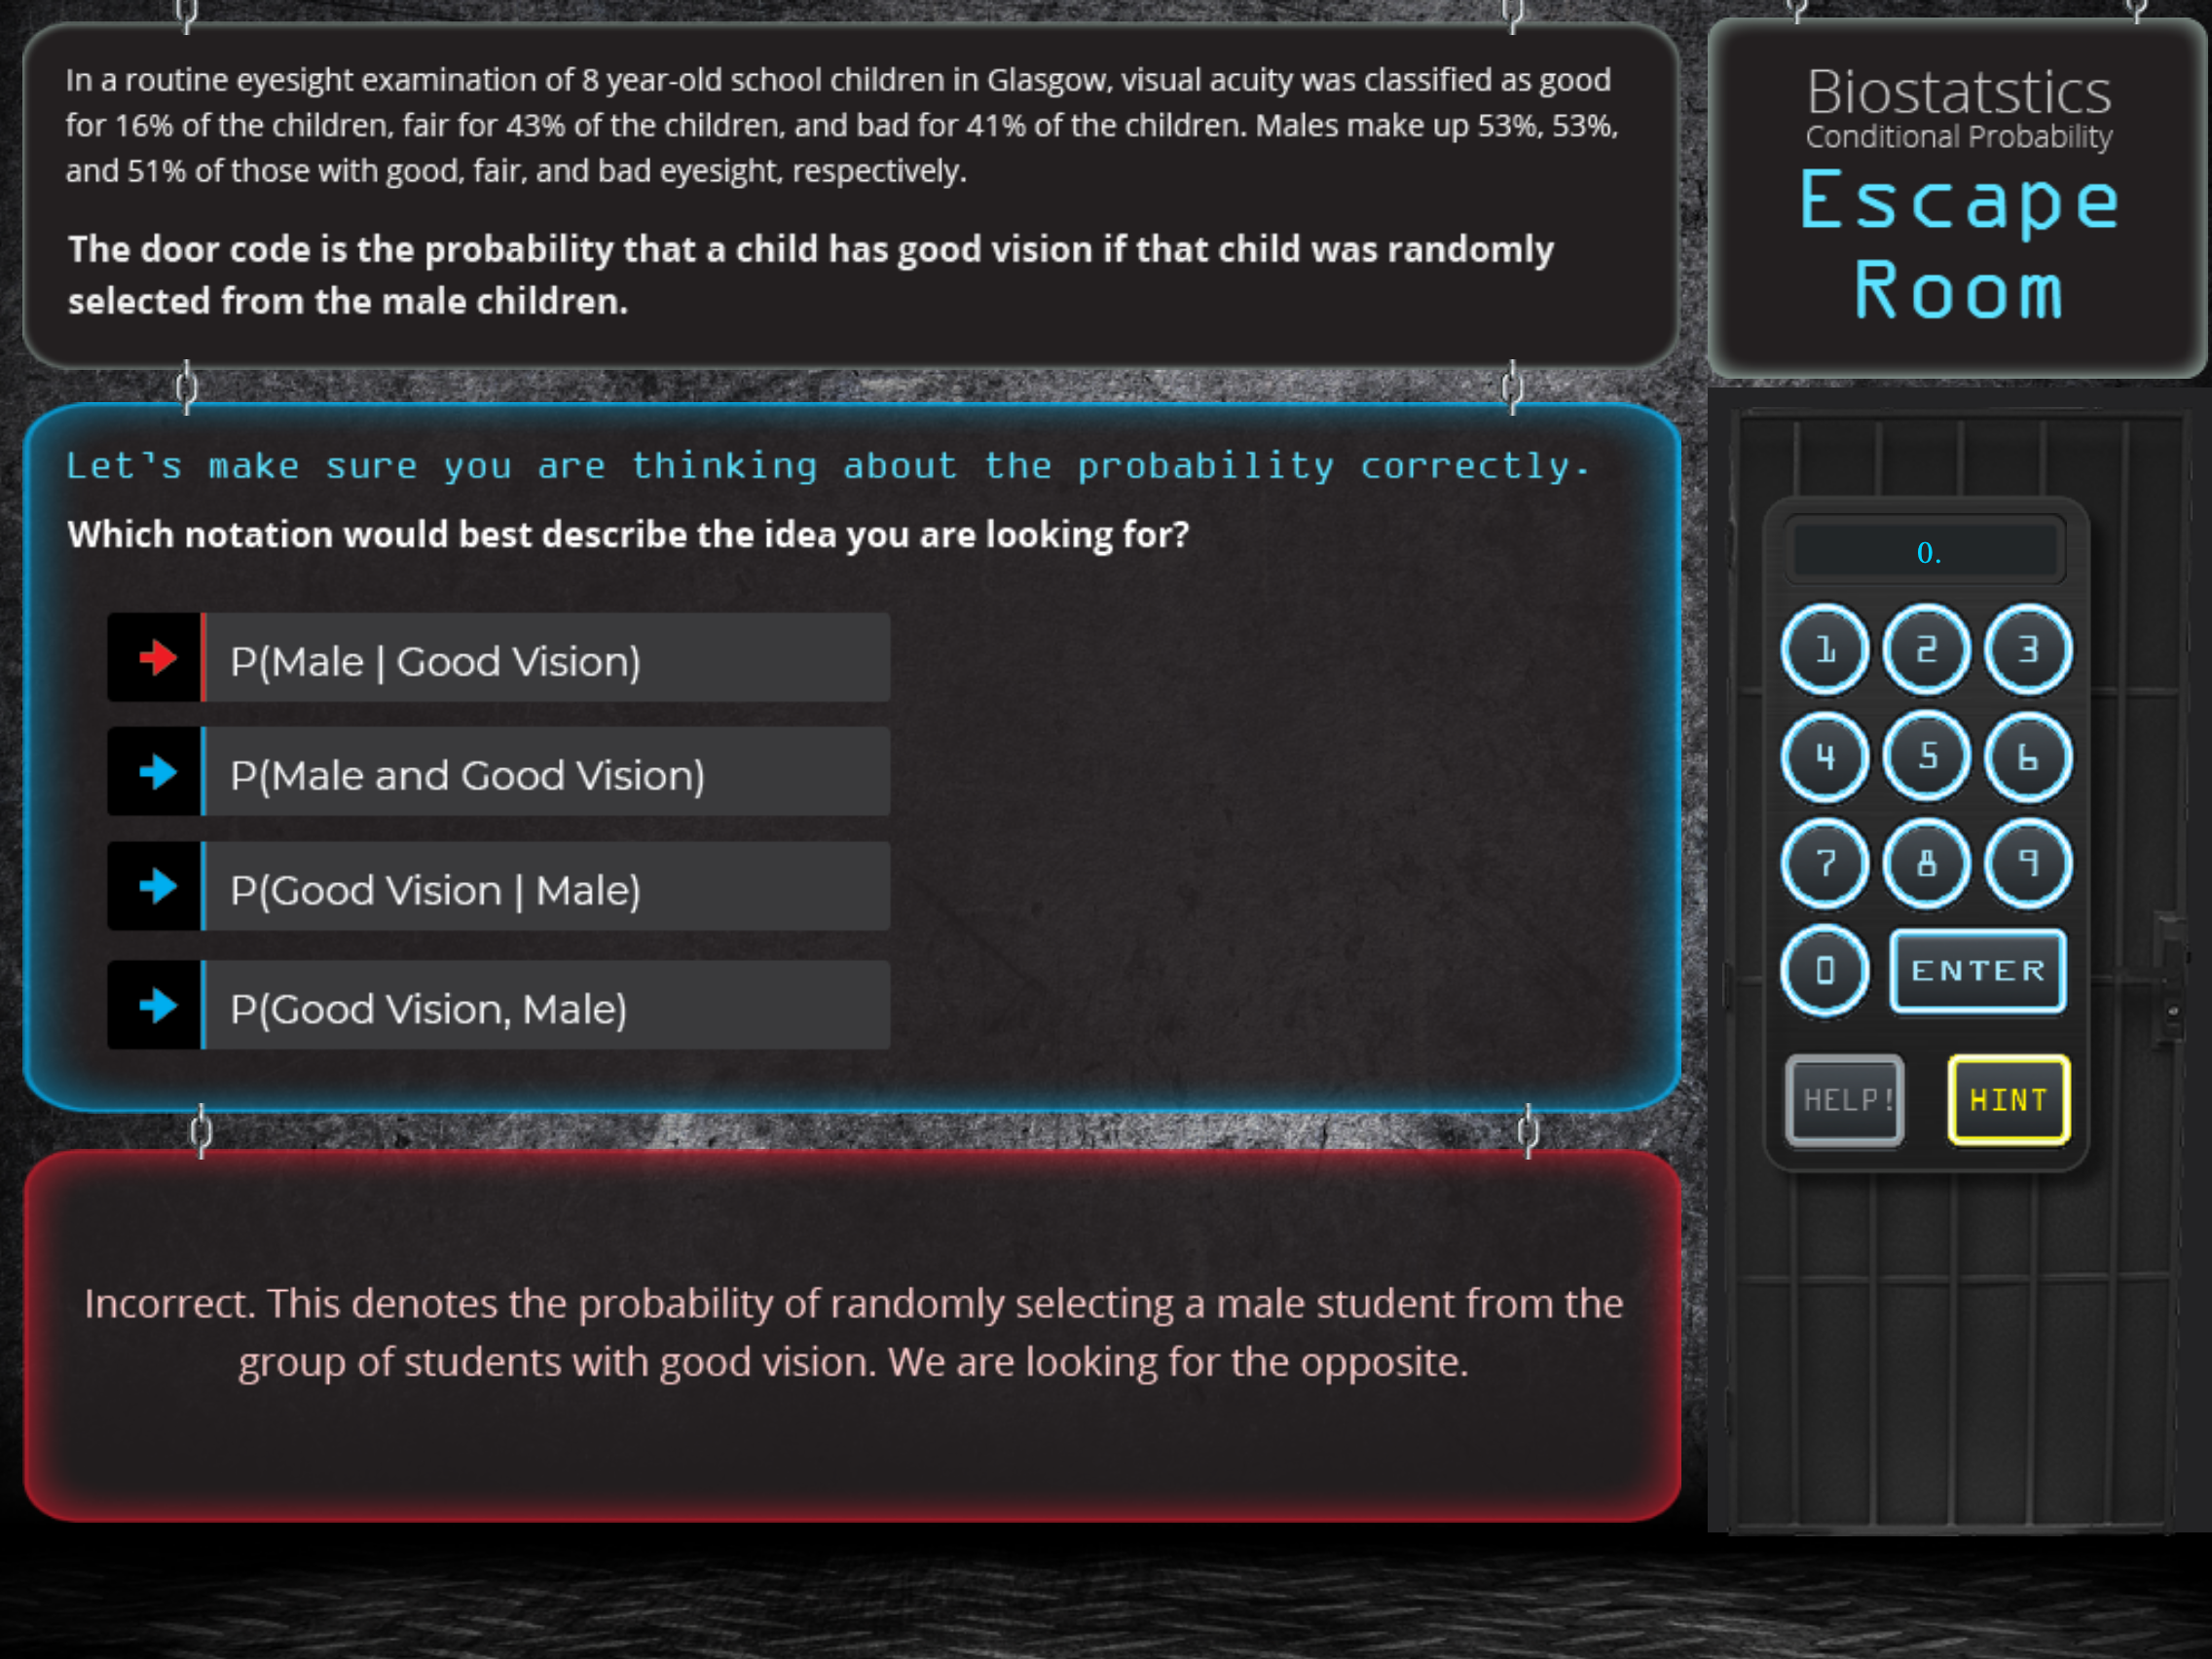 In a routine eyesight examination of 8 year-old school children in Glasgow, visual acuity was classified as good
for 16% of the children, fair for 43% of the children, and bad for 41% of the children. Males make up 53%, 53%,
and 51% of those with good, fair, and bad eyesight, respectively.
The door code is the probability that a child has good vision if that child was randomly
selected from the male children.
Biostatstics
Conditional Probability
Escape
Room
Let's make sure you are thinking about the probability correctly.
Which notation would best describe the idea you are looking for?
P(Male | Good Vision)
P(Male and Good Vision)
P(Good Vision | Male)
P(Good Vision, Male)
0.
1 2 3
4 5 6
7 8 9
0 ENTER
HELP! HINT
Incorrect. This denotes the probability of randomly selecting a male student from the
group of students with good vision. We are looking for the opposite.